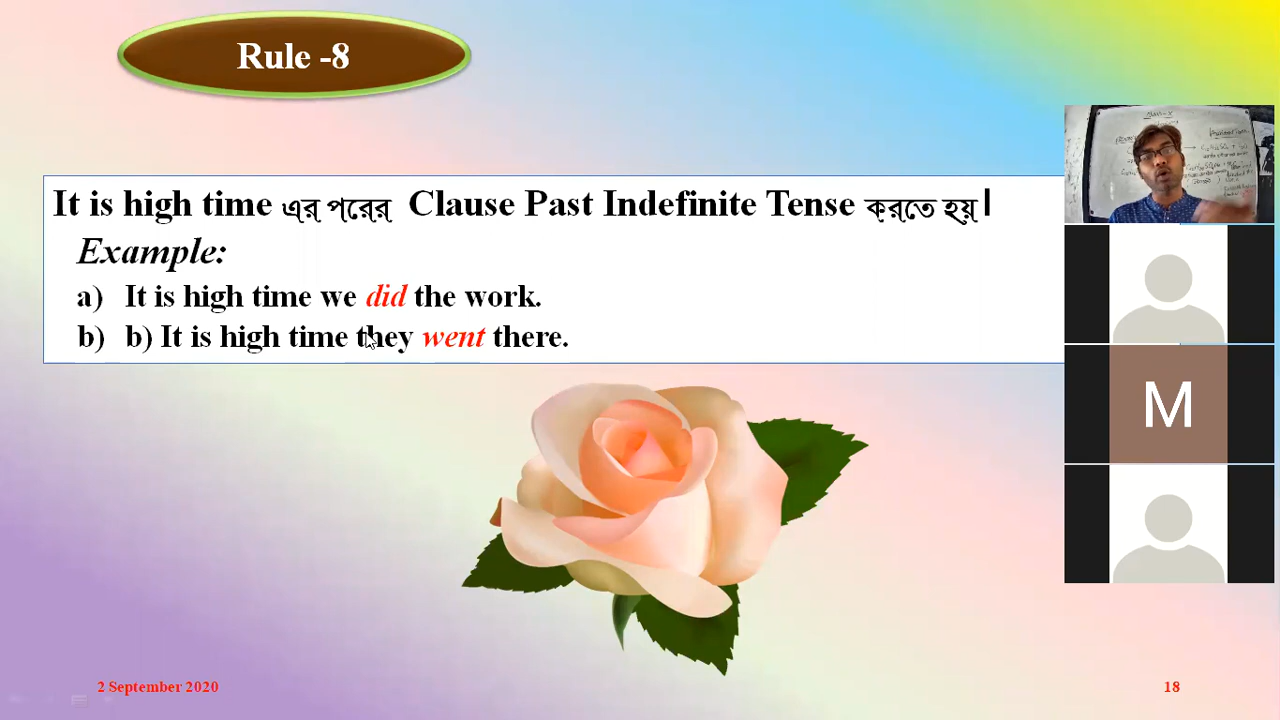 Rule -8
It is high time এর পরের Clause Past Indefinite Tense করতে হয়।
Example:
a) It is high time we did the work.
b) b) It is high time they went there.
M
2 September 2020
18